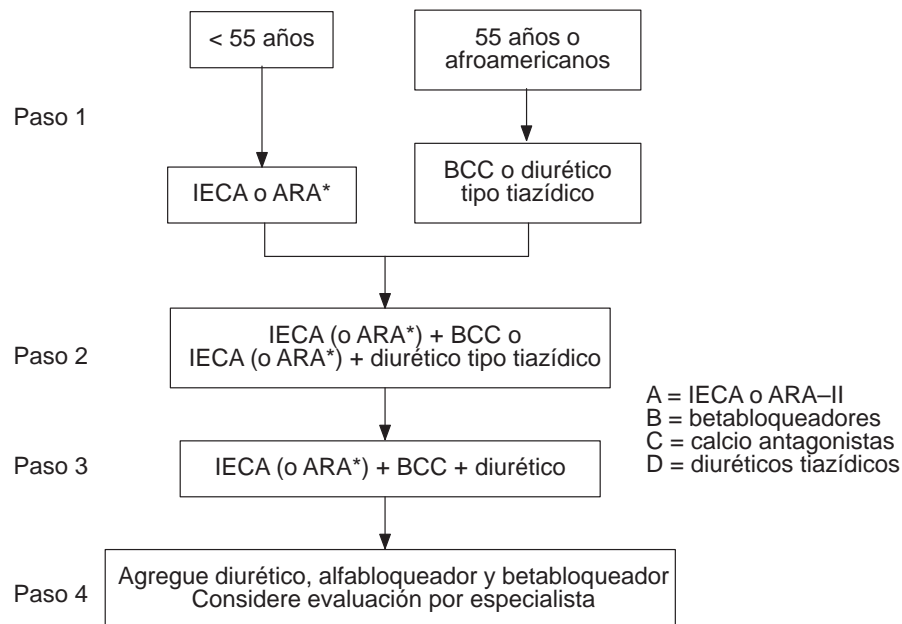 < 55 años
55 años o
afroamericanos
Paso 1
IECA o ARA*
BCC o diurético
tipo tiazídico
Paso 2
IECA (o ARA*) + BCC o
IECA (o ARA*) + diurético tipo tiazídico
A = IECA o ARA–II
B = betabloqueadores
C = calcio antagonistas
D = diuréticos tiazídicos
Paso 3
IECA (o ARA*) + BCC + diurético
Paso 4
Agregue diurético, alfabloqueador y betabloqueador
Considere evaluación por especialista